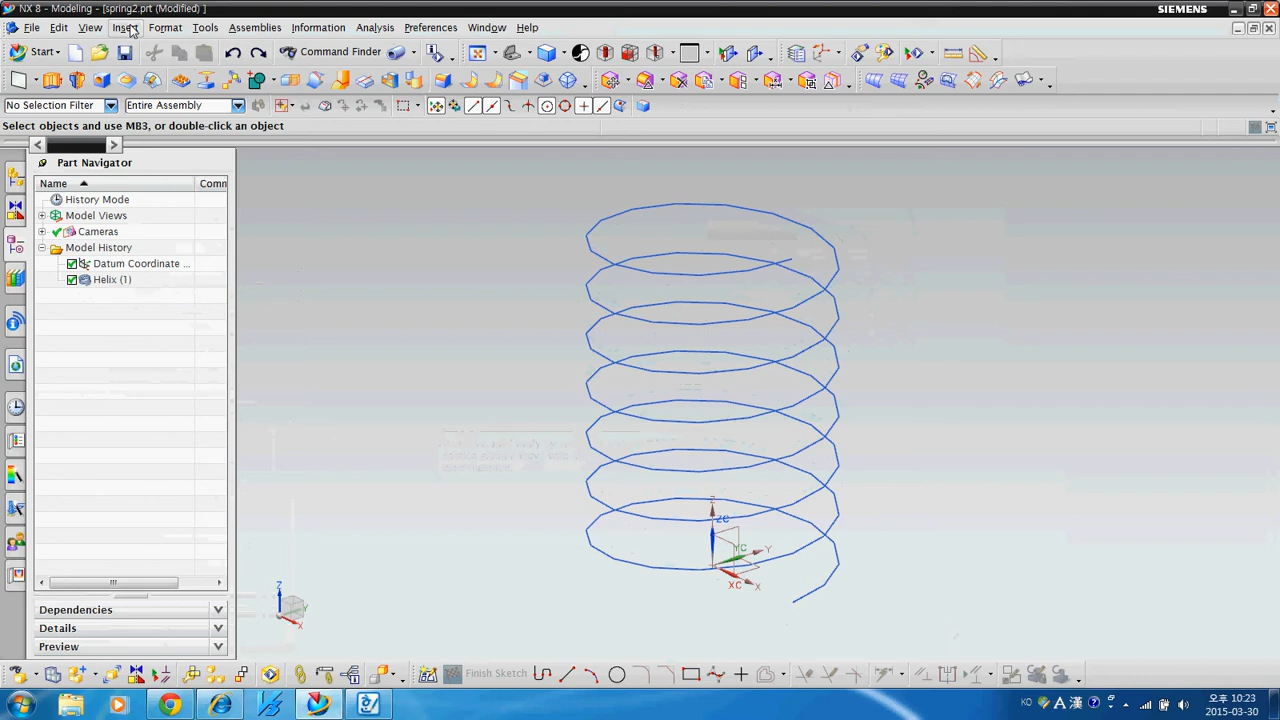 NX 8 - Modeling - [spring2.prt (Modified) ]
SIEMENS
File Edit View Insert Format Tools Assemblies Information Analysis Preferences Window Help
Start Command Finder
No Selection Filter Entire Assembly
Select objects and use MB3, or double-click an object
Part Navigator
Name Comm
History Mode
Model Views
Cameras
Model History
Datum Coordinate ...
Helix (1)
Z
ZC
YC Y
XC X
Z
Y
X
Dependencies
Details
Preview
Finish Sketch
KO A 漢
오후 10:23
2015-03-30